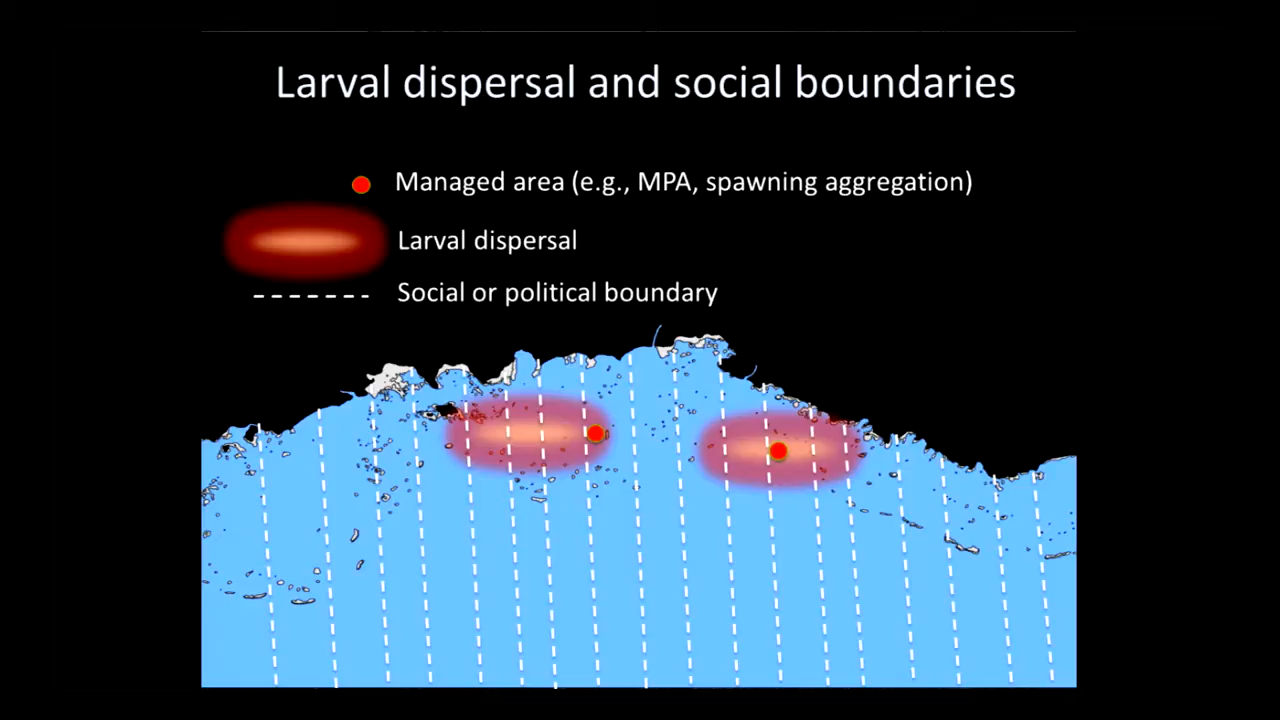 Larval dispersal and social boundaries
Managed area (e.g., MPA, spawning aggregation)
Larval dispersal
Social or political boundary